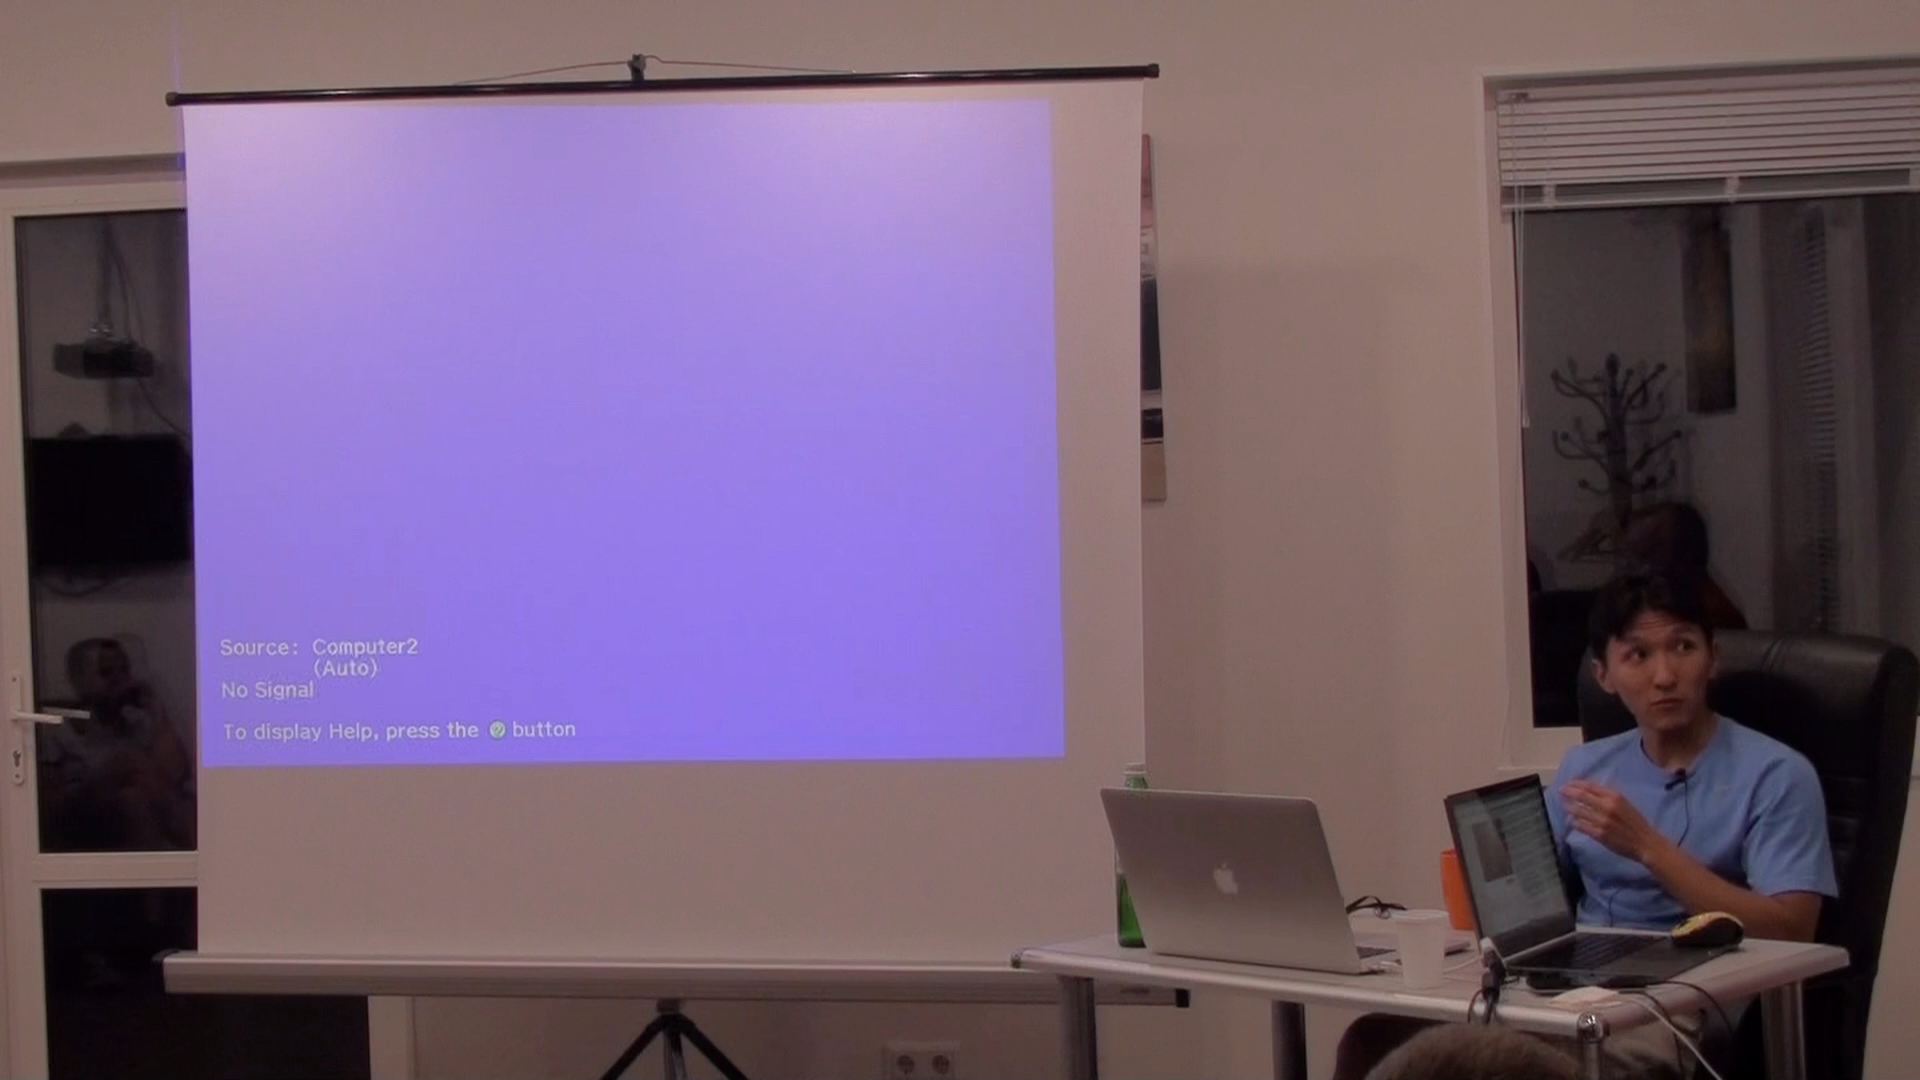 Source: Computer2
(Auto)
No Signal
To display Help, press the ? button